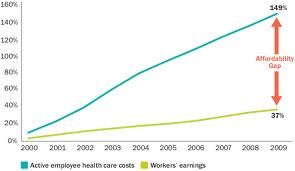 160%
149%
140%
Affordability
Gap
120%
100%
80%
60%
40%
37%
20%
0%
2000 2001 2002 2003 2004 2005 2006 2007 2008 2009
Active employee health care costs Workers' earnings